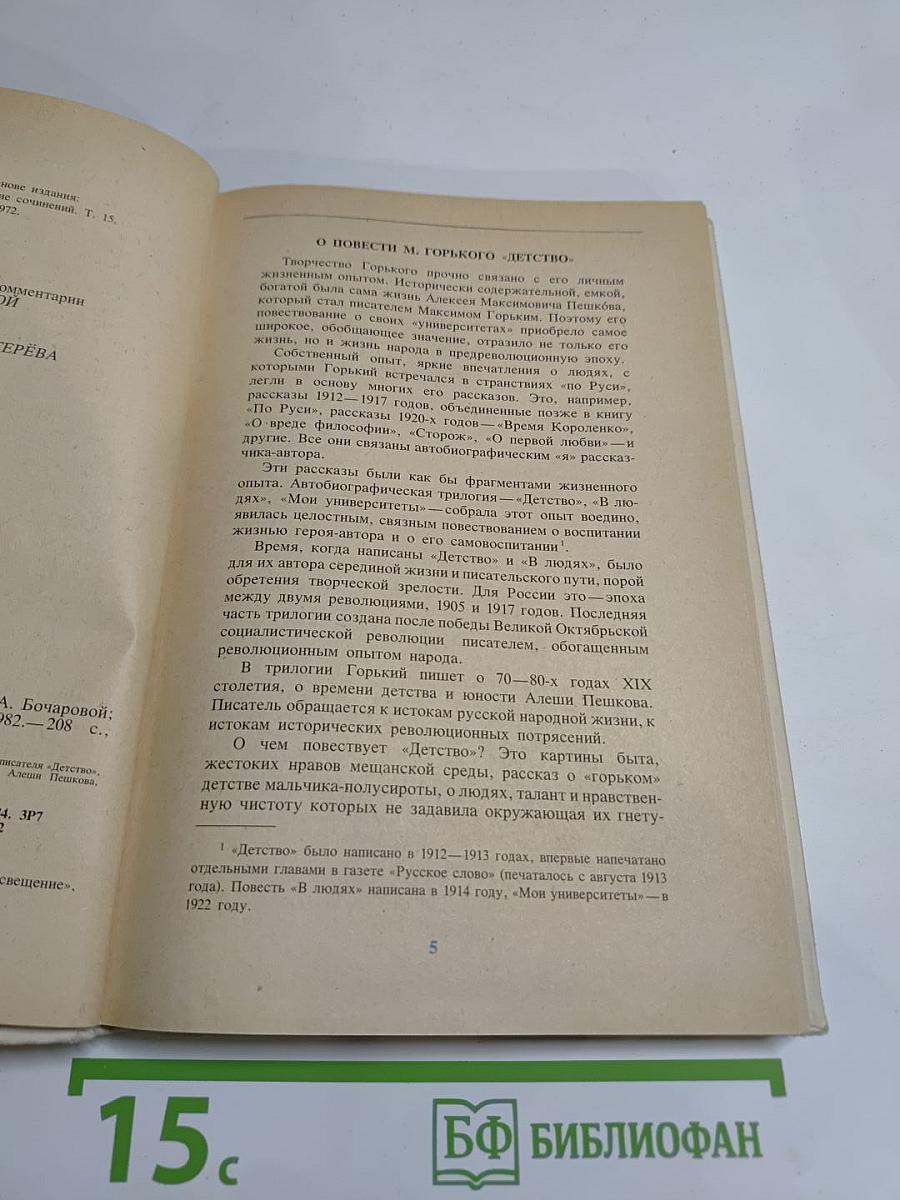 нове издания:
ие сочинений. Т. 15.
972.
омментарии
ОЙ
ТЕРЁВА
А. Бочаровой;
982.— 208 с.,
писателя «Детство»,
Алеши Пешкова,
4. 3Р7
2
свещение»,
О ПОВЕСТИ М. ГОРЬКОГО «ДЕТСТВО»
Творчество Горького прочно связано с его личным
жизненным опытом. Исторически содержательной, емкой,
богатой была сама жизнь Алексея Максимовича Пешко́ва,
который стал писателем Максимом Горьким. Поэтому его
повествование о своих «университетах» приобрело самое
широкое, обобщающее значение, отразило не только его
жизнь, но и жизнь народа в предреволюционную эпоху.
Собственный опыт, яркие впечатления о людях, с
которыми Горький встречался в странствиях «по Руси»,
легли в основу многих его рассказов. Это, например,
рассказы 1912—1917 годов, объединенные позже в книгу
«По Руси», рассказы 1920-х годов—«Время Короленко»,
«О вреде философии», «Сторож», «О первой любви»—и
другие. Все они связаны автобиографическим «я» рассказ-
чика-автора.
Эти рассказы были как бы фрагментами жизненного
опыта. Автобиографическая трилогия—«Детство», «В лю-
дях», «Мои университеты»—собрала этот опыт воедино,
явилась целостным, связным повествованием о воспитании
жизнью героя-автора и о его самовоспитании¹.
Время, когда написаны «Детство» и «В людях», было
для их автора серединой жизни и писательского пути, порой
обретения творческой зрелости. Для России это—эпоха
между двумя революциями, 1905 и 1917 годов. Последняя
часть трилогии создана после победы Великой Октябрьской
социалистической революции писателем, обогащенным
революционным опытом народа.
В трилогии Горький пишет о 70—80-х годах XIX
столетия, о времени детства и юности Алеши Пешкова.
Писатель обращается к истокам русской народной жизни, к
истокам исторических революционных потрясений.
О чем повествует «Детство»? Это картины быта,
жестоких нравов мещанской среды, рассказ о «горьком»
детстве мальчика-полусироты, о людях, талант и нравствен-
ную чистоту которых не задавила окружающая их гнету-
¹ «Детство» было написано в 1912—1913 годах, впервые напечатано
отдельными главами в газете «Русское слово» (печаталось с августа 1913
года). Повесть «В людях» написана в 1914 году, «Мои университеты»—в
1922 году.
5
15 с
БФ БИБЛИОФАН